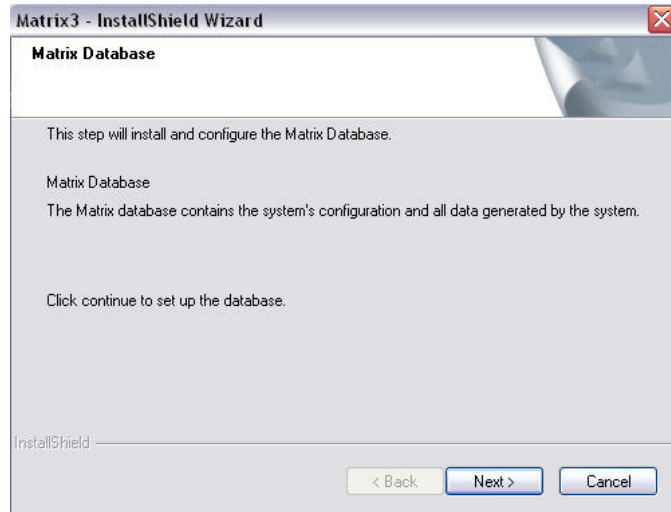 Matrix3 - InstallShield Wizard
Matrix Database
This step will install and configure the Matrix Database.
Matrix Database
The Matrix database contains the system's configuration and all data generated by the system.
Click continue to set up the database.
InstallShield
< Back Next > Cancel